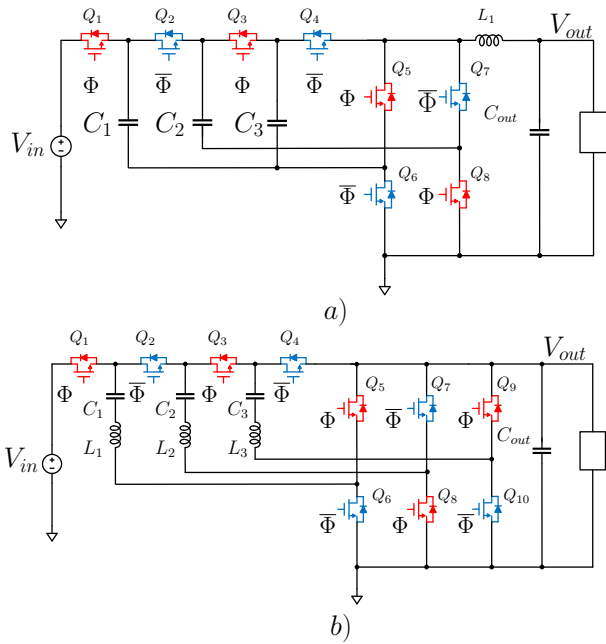 Q1 Q2 Q3 Q4 L1 Vout
Φ Φ̅ Φ Φ̅ Q5 Q7
Φ Φ̅
C1 C2 C3 Cout
Vin
Q6 Q8
Φ̅ Φ
a)
Q1 Q2 Q3 Q4 Vout
Φ Φ̅ Φ Φ̅ Q5 Q7 Q9
C1 C2 C3 Φ Φ̅ Φ
L1 L2 L3 Cout
Vin
Q6 Q8 Q10
Φ̅ Φ Φ̅
b)